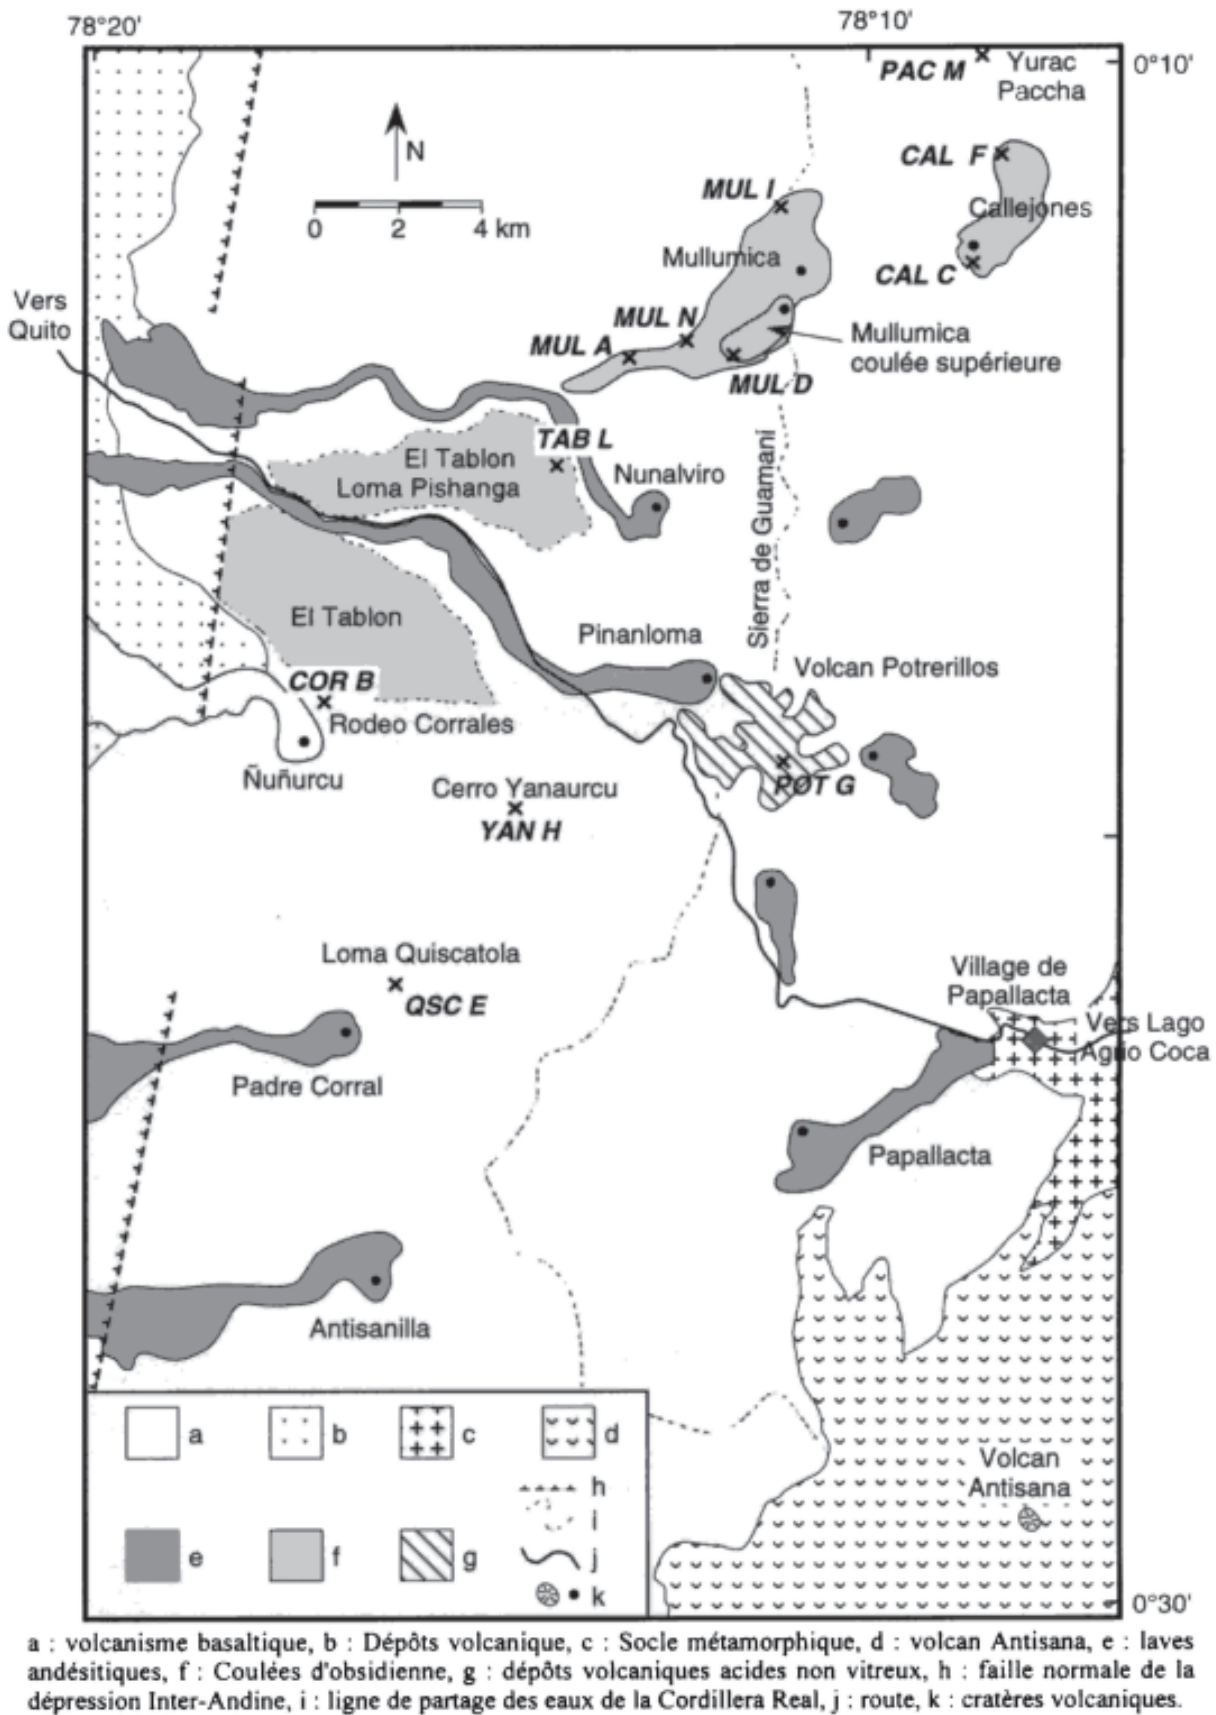 78°20'
78°10'
0°10'
PAC M
Yurac
Paccha
N
CAL F
MUL I
Callejones
0 2 4 km
Mullumica
CAL C
Vers
Quito
MUL N
MUL A
Mullumica
coulée supérieure
MUL D
TAB L
El Tablon
Loma Pishanga
Nunalviro
Sierra de Guamani
El Tablon
Pinanloma
Volcan Potrerillos
COR B
Rodeo Corrales
Ñuñurcu
Cerro Yanaurcu
POT G
YAN H
Loma Quiscatola
QSC E
Village de
Papallacta
Vers Lago
Agrio Coca
Padre Corral
Papallacta
Antisanilla
a
b
c
d
Volcan
Antisana
h
i
e
f
g
j
k
0°30'
a : volcanisme basaltique, b : Dépôts volcanique, c : Socle métamorphique, d : volcan Antisana, e : laves
andésitiques, f : Coulées d'obsidienne, g : dépôts volcaniques acides non vitreux, h : faille normale de la
dépression Inter-Andine, i : ligne de partage des eaux de la Cordillera Real, j : route, k : cratères volcaniques.